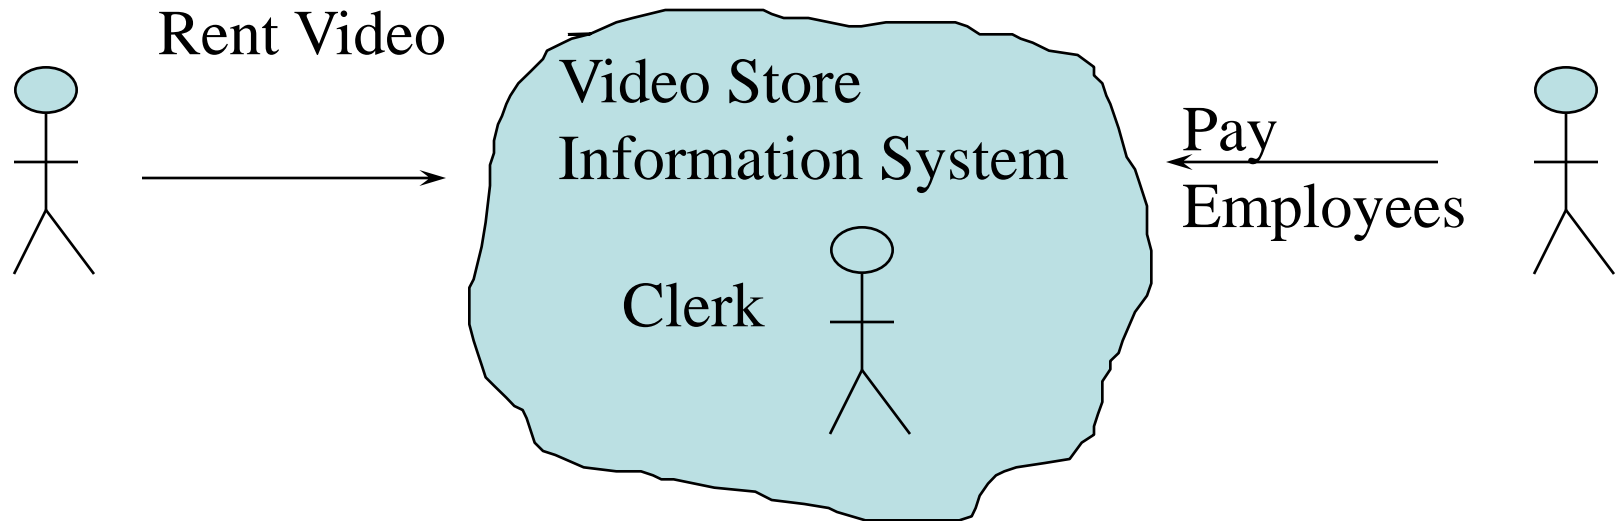 Rent Video
Video Store
Information System
Clerk
Pay
Employees